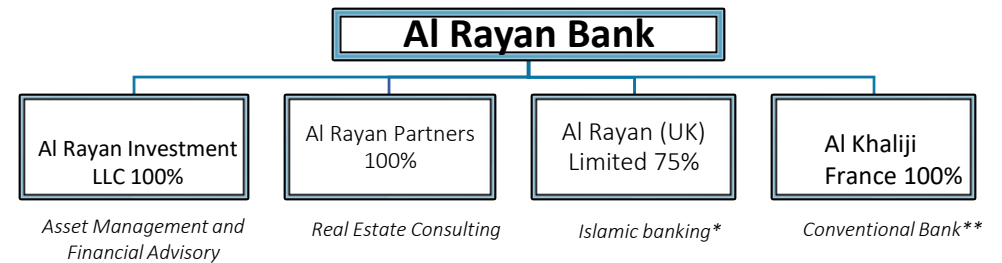 Al Rayan Bank
Al Rayan Investment
LLC 100%
Al Rayan Partners
100%
Al Rayan (UK)
Limited 75%
Al Khaliji
France 100%
Asset Management and
Financial Advisory
Real Estate Consulting
Islamic banking*
Conventional Bank**